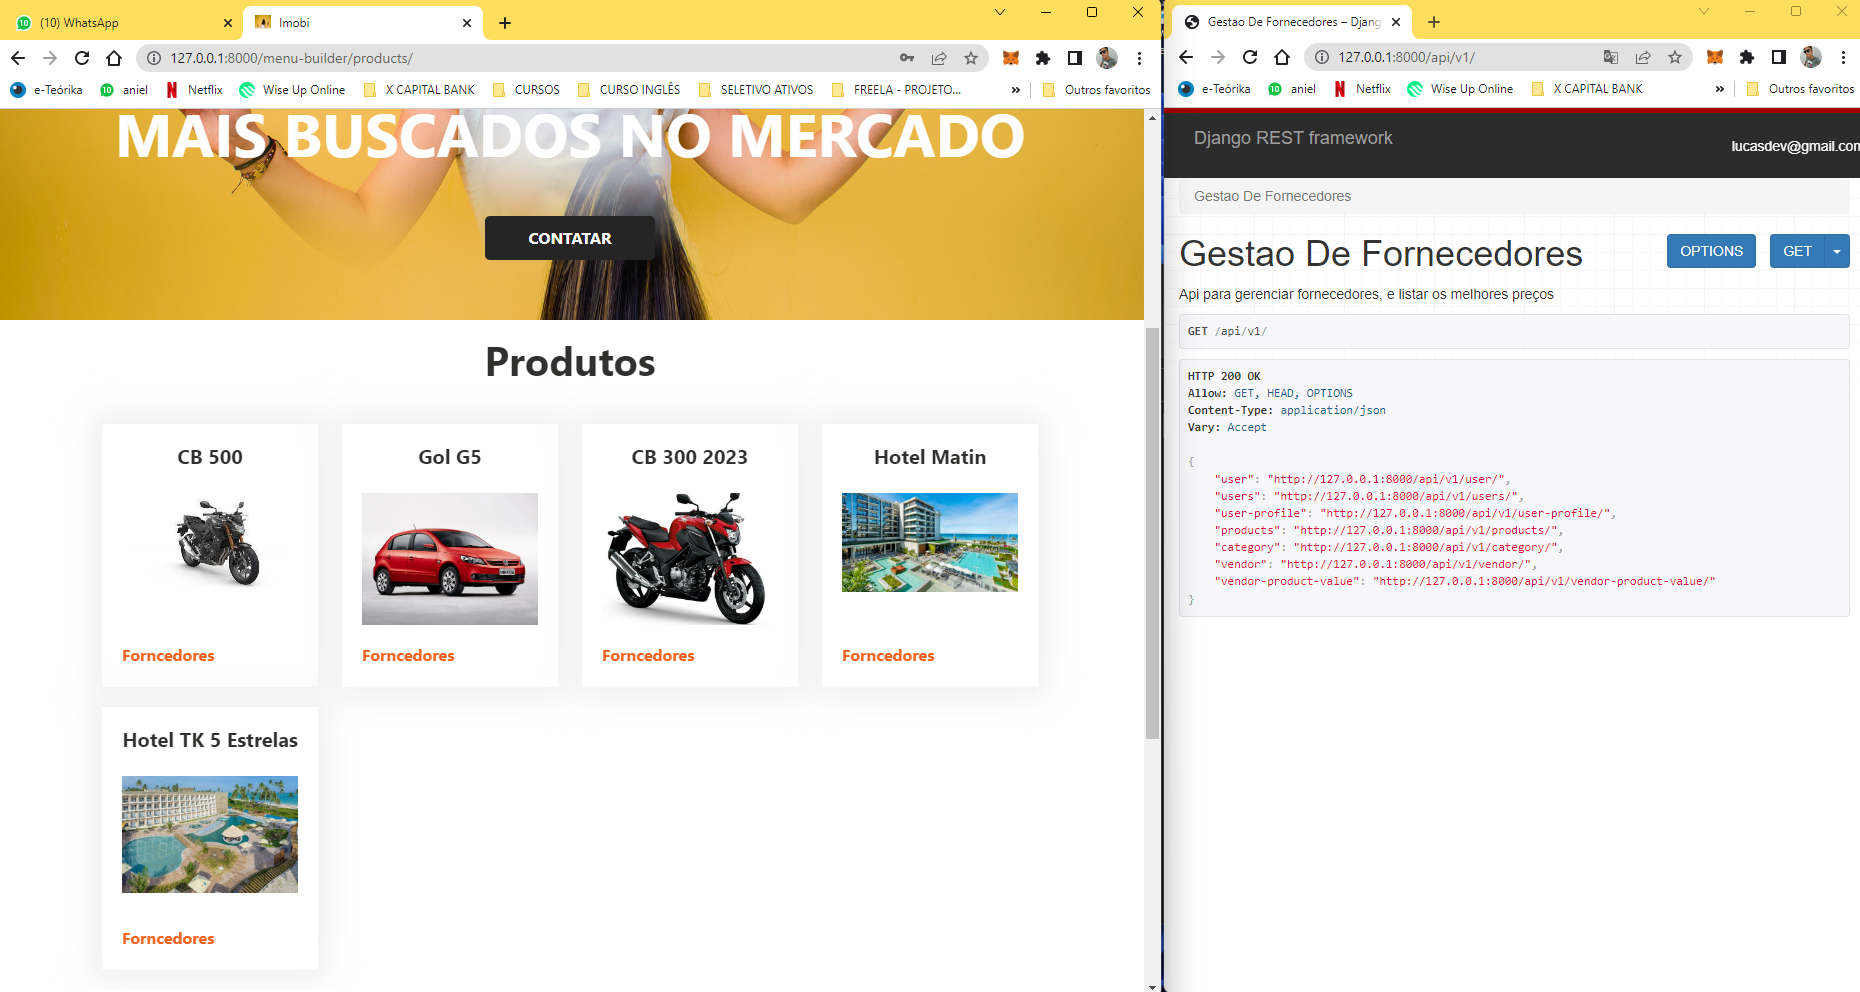 (10) WhatsApp
Imobi
127.0.0.1:8000/menu-builder/products/
e-Teórika
aniel
Netflix
Wise Up Online
X CAPITAL BANK
CURSOS
CURSO INGLÊS
SELETIVO ATIVOS
FREELA - PROJETO...
»
Outros favoritos
MAIS BUSCADOS NO MERCADO
CONTATAR
Produtos
CB 500
Gol G5
CB 300 2023
Hotel Matin
Forncedores
Forncedores
Forncedores
Forncedores
Hotel TK 5 Estrelas
Forncedores
Gestao De Fornecedores – Djang
127.0.0.1:8000/api/v1/
e-Teórika
aniel
Netflix
Wise Up Online
X CAPITAL BANK
»
Outros favoritos
Django REST framework
lucasdev@gmail.con
Gestao De Fornecedores
Gestao De Fornecedores
OPTIONS
GET
Api para gerenciar fornecedores, e listar os melhores preços
GET /api/v1/
HTTP 200 OK
Allow: GET, HEAD, OPTIONS
Content-Type: application/json
Vary: Accept
{
"user": "http://127.0.0.1:8000/api/v1/user/",
"users": "http://127.0.0.1:8000/api/v1/users/",
"user-profile": "http://127.0.0.1:8000/api/v1/user-profile/",
"products": "http://127.0.0.1:8000/api/v1/products/",
"category": "http://127.0.0.1:8000/api/v1/category/",
"vendor": "http://127.0.0.1:8000/api/v1/vendor/",
"vendor-product-value": "http://127.0.0.1:8000/api/v1/vendor-product-value/"
}